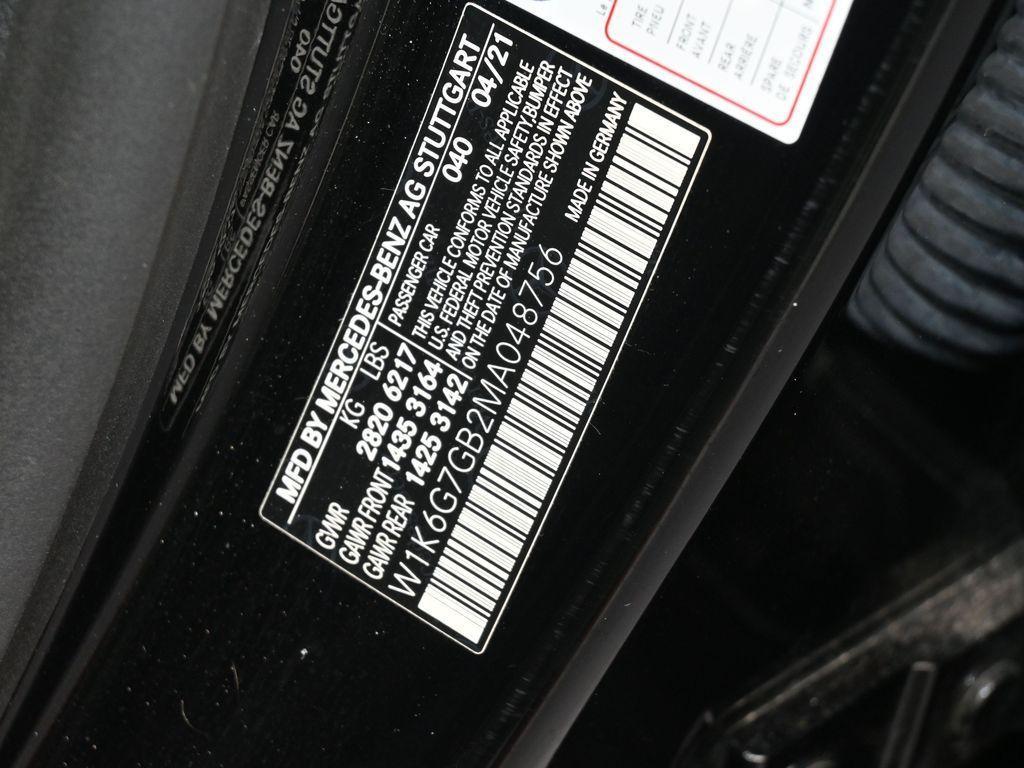 MFD BY MERCEDES-BENZ AG STUTTGART
KG LBS
040 04/21
GWR 2820 6217
GAWR FRONT 1435 3164
GAWR REAR 1425 3142
PASSENGER CAR
THIS VEHICLE CONFORMS TO ALL APPLICABLE
U.S. FEDERAL MOTOR VEHICLE SAFETY, BUMPER
AND THEFT PREVENTION STANDARDS IN EFFECT
ON THE DATE OF MANUFACTURE SHOWN ABOVE
MADE IN GERMANY
W1K6G7GB2MA048756
Le
TIRE
PNEU
FRONT
AVANT
REAR
ARRIÈRE
SPARE
DE SECOURS